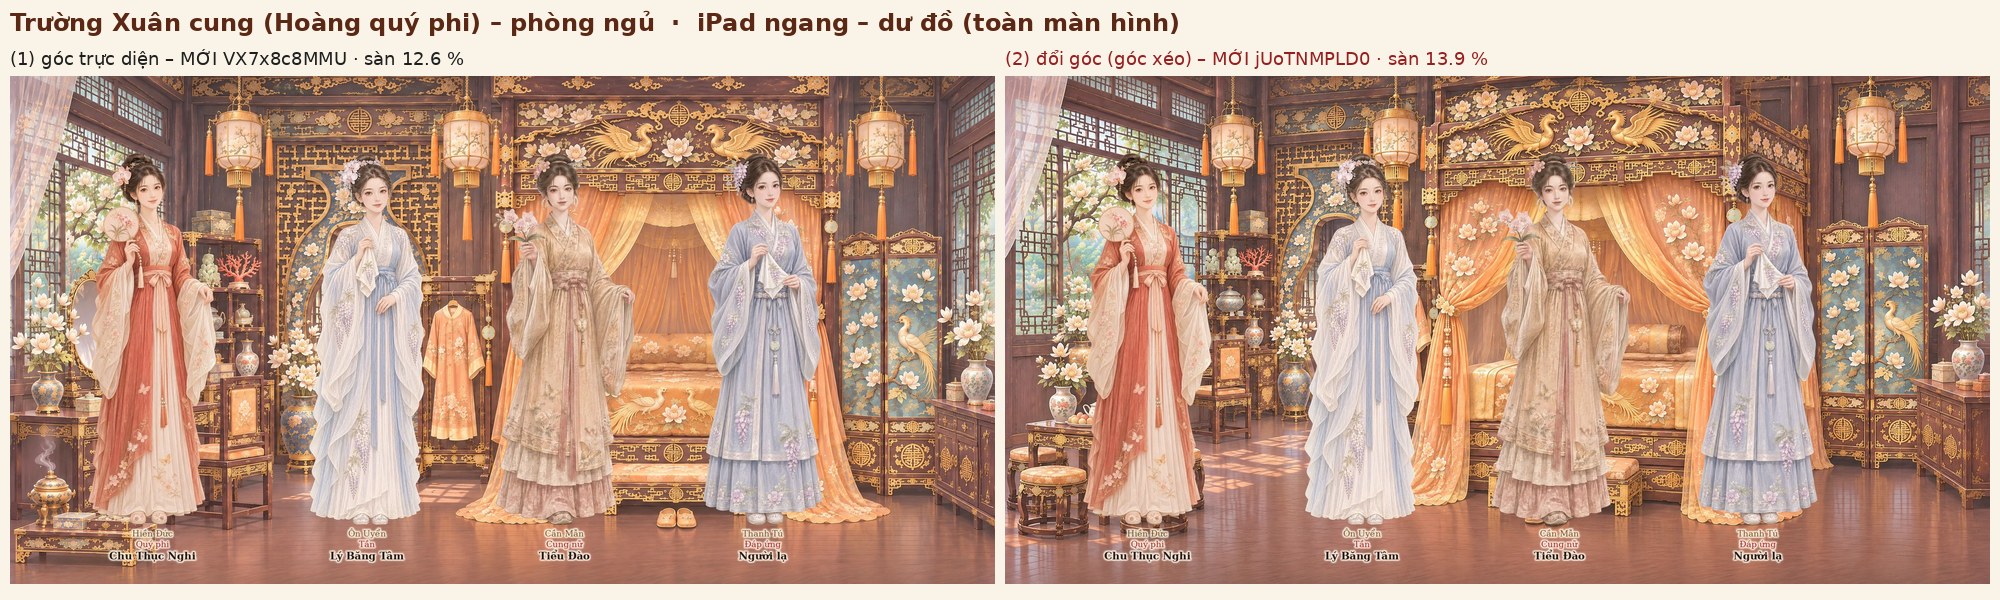 Trường Xuân cung (Hoàng quý phi) – phòng ngủ · iPad ngang – dư đồ (toàn màn hình)
(1) góc trực diện – MỚI VX7x8c8MMU · sàn 12.6 %
(2) đổi góc (góc xéo) – MỚI jUoTNMPLD0 · sàn 13.9 %
Hiền Đức
Quý phi
Chu Thục Nghi
Ôn Uyển
Tần
Lý Băng Tâm
Cần Mẫn
Cung nữ
Tiểu Đào
Thanh Tú
Đáp ứng
Người lạ
Hiền Đức
Quý phi
Chu Thục Nghi
Ôn Uyển
Tần
Lý Băng Tâm
Cần Mẫn
Cung nữ
Tiểu Đào
Thanh Tú
Đáp ứng
Người lạ